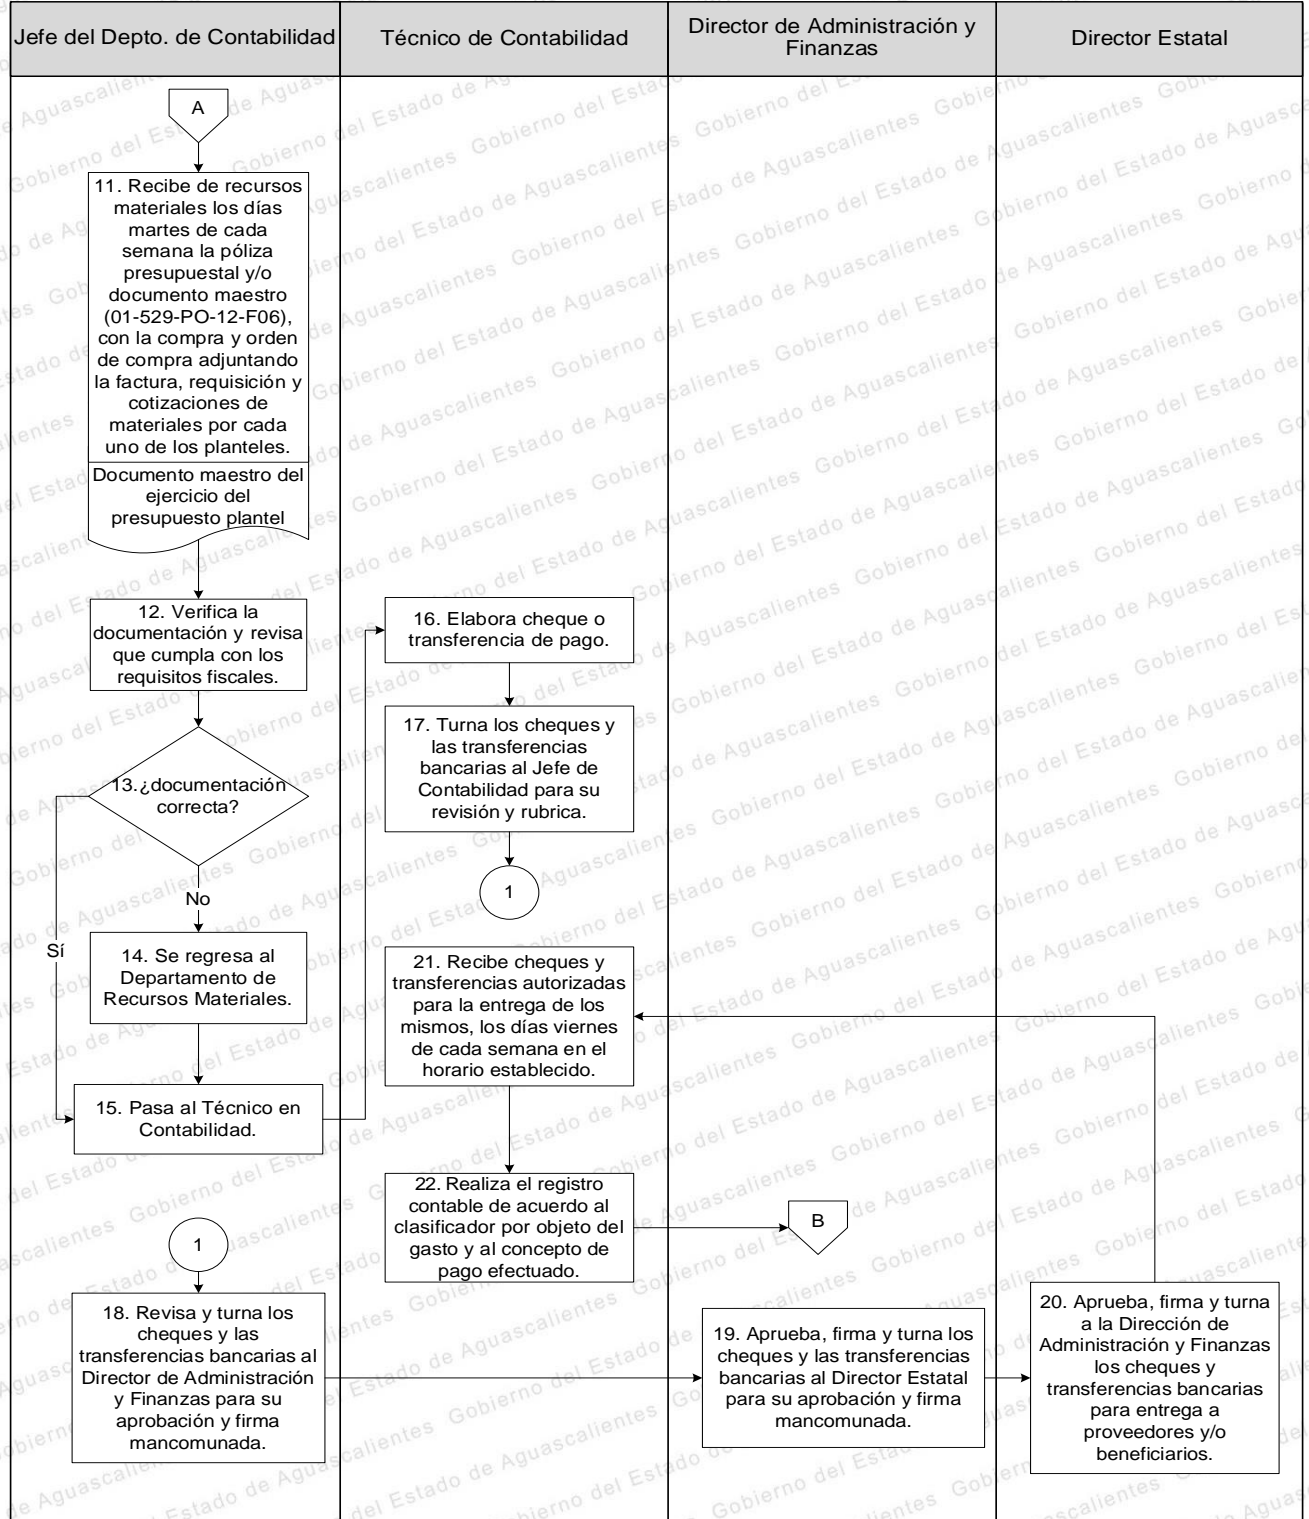 Jefe del Depto. de Contabilidad
Técnico de Contabilidad
Director de Administración y
Finanzas
Director Estatal
A
11. Recibe de recursos
materiales los días
martes de cada
semana la póliza
presupuestal y/o
documento maestro
(01-529-PO-12-F06),
con la compra y orden
de compra adjuntando
la factura, requisición y
cotizaciones de
materiales por cada
uno de los planteles.
Documento maestro del
ejercicio del
presupuesto plantel
12. Verifica la
documentación y revisa
que cumpla con los
requisitos fiscales.
13.¿documentación
correcta?
No
Sí
14. Se regresa al
Departamento de
Recursos Materiales.
15. Pasa al Técnico en
Contabilidad.
16. Elabora cheque o
transferencia de pago.
17. Turna los cheques y
las transferencias
bancarias al Jefe de
Contabilidad para su
revisión y rubrica.
1
1
18. Revisa y turna los
cheques y las
transferencias bancarias al
Director de Administración
y Finanzas para su
aprobación y firma
mancomunada.
19. Aprueba, firma y turna los
cheques y las transferencias
bancarias al Director Estatal
para su aprobación y firma
mancomunada.
20. Aprueba, firma y turna
a la Dirección de
Administración y Finanzas
los cheques y
transferencias bancarias
para entrega a
proveedores y/o
beneficiarios.
21. Recibe cheques y
transferencias autorizadas
para la entrega de los
mismos, los días viernes
de cada semana en el
horario establecido.
22. Realiza el registro
contable de acuerdo al
clasificador por objeto del
gasto y al concepto de
pago efectuado.
B
Gobierno del Estado de Aguascalientes